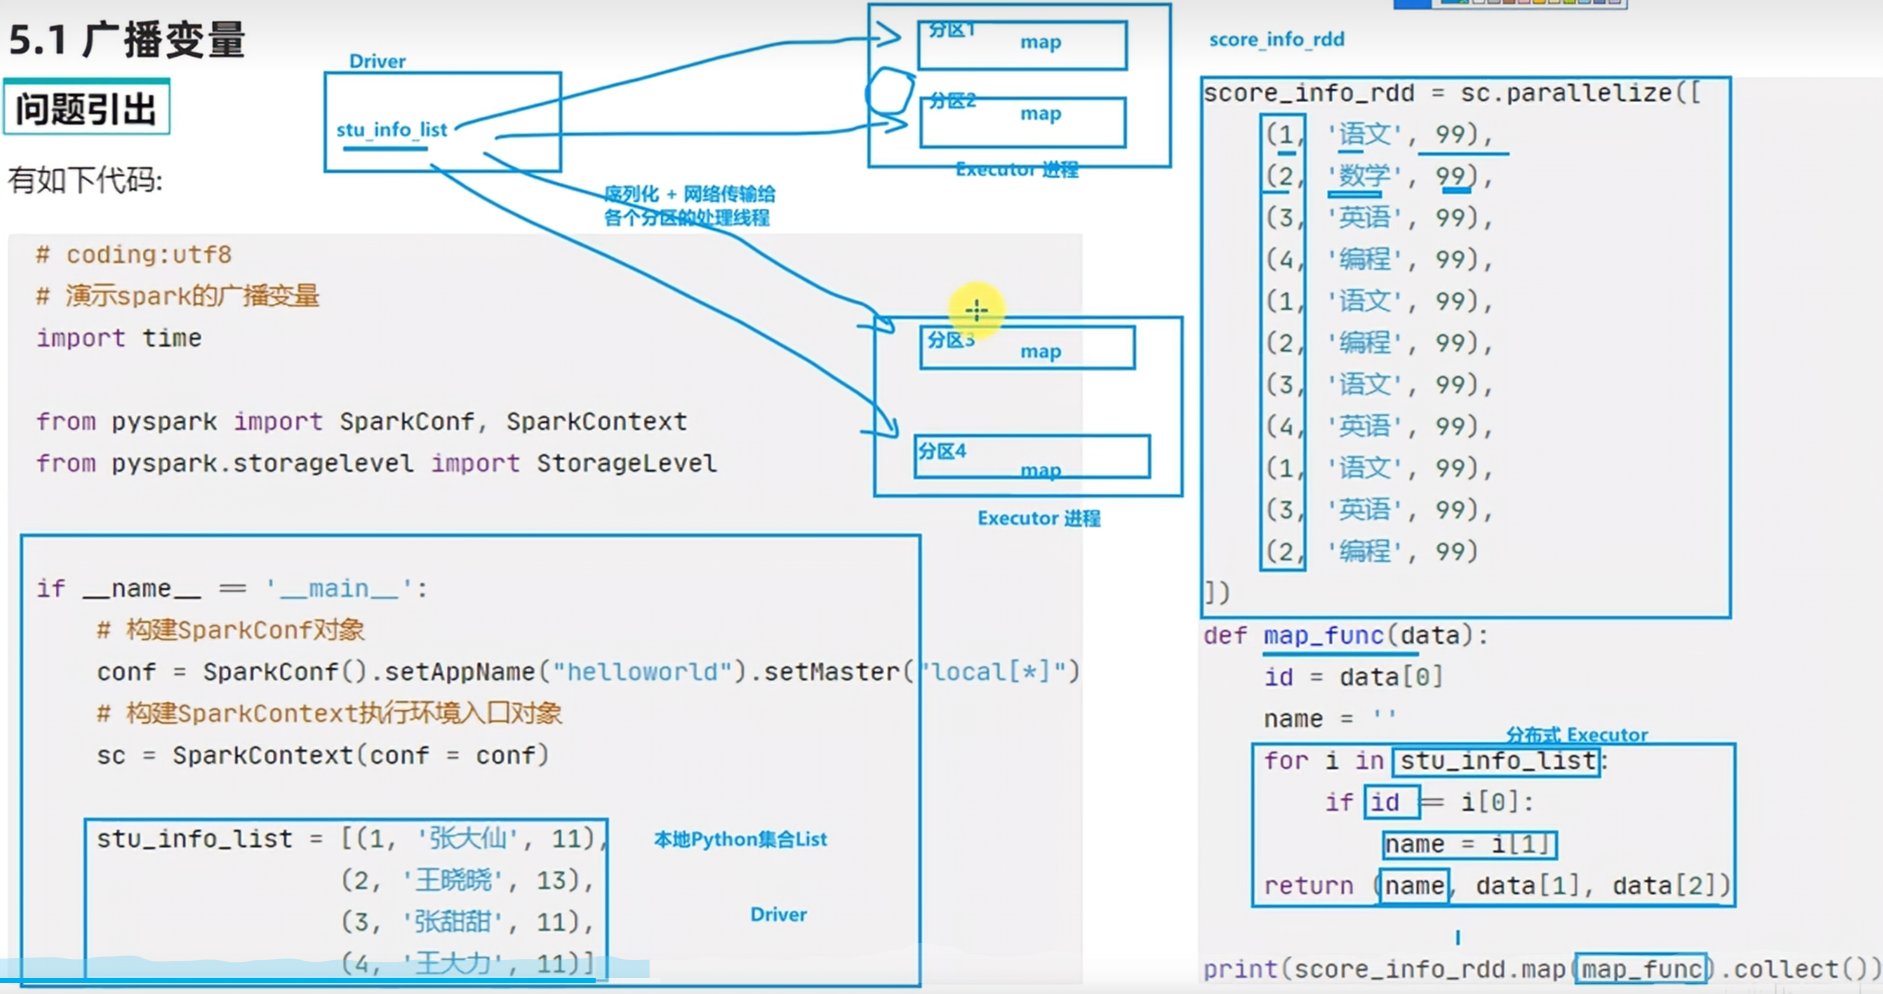 5.1 广播变量
问题引出
有如下代码:
Driver
stu_info_list
序列化 + 网络传输给
各个分区的处理线程
分区1
map
分区2
map
Executor 进程
分区3
map
分区4
map
Executor 进程
# coding:utf8
# 演示spark的广播变量
import time
from pyspark import SparkConf, SparkContext
from pyspark.storagelevel import StorageLevel
if __name__ == '__main__':
# 构建SparkConf对象
conf = SparkConf().setAppName("helloworld").setMaster("local[*]")
# 构建SparkContext执行环境入口对象
sc = SparkContext(conf = conf)
stu_info_list = [(1, '张大仙', 11),
(2, '王晓晓', 13),
(3, '张甜甜', 11),
(4, '王大力', 11)]
本地Python集合List
Driver
score_info_rdd
score_info_rdd = sc.parallelize([
(1, '语文', 99),
(2, '数学', 99),
(3, '英语', 99),
(4, '编程', 99),
(1, '语文', 99),
(2, '编程', 99),
(3, '语文', 99),
(4, '英语', 99),
(1, '语文', 99),
(3, '英语', 99),
(2, '编程', 99)
])
def map_func(data):
id = data[0]
name = ''
分布式 Executor
for i in stu_info_list:
if id == i[0]:
name = i[1]
return (name, data[1], data[2])
print(score_info_rdd.map(map_func).collect())